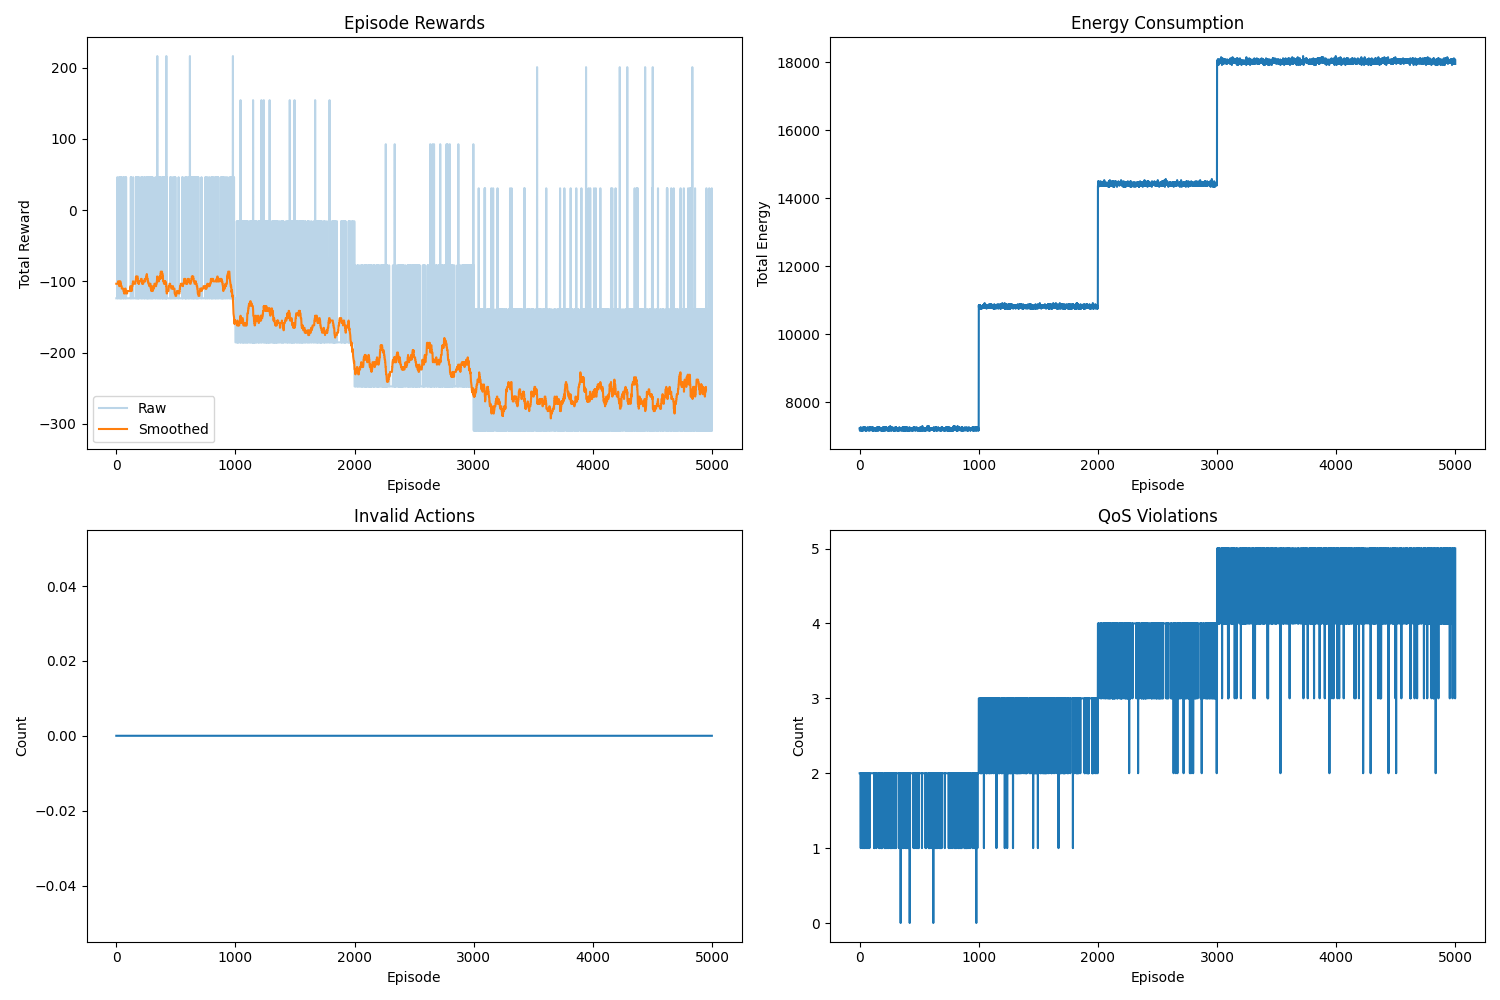 Episode Rewards
Total Reward
200
100
0
−100
−200
−300
Raw
Smoothed
0 1000 2000 3000 4000 5000
Episode
Energy Consumption
Total Energy
18000
16000
14000
12000
10000
8000
0 1000 2000 3000 4000 5000
Episode
Invalid Actions
Count
0.04
0.02
0.00
−0.02
−0.04
0 1000 2000 3000 4000 5000
Episode
QoS Violations
Count
5
4
3
2
1
0
0 1000 2000 3000 4000 5000
Episode